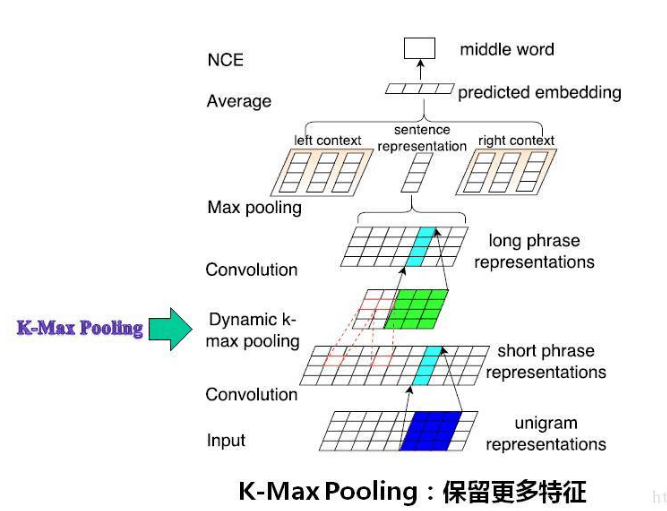 NCE
middle word
Average
predicted embedding
left context
sentence
representation
right context
Max pooling
Convolution
long phrase
representations
K-Max Pooling
Dynamic k-
max pooling
short phrase
representations
Convolution
Input
unigram
representations
K-Max Pooling：保留更多特征
ht